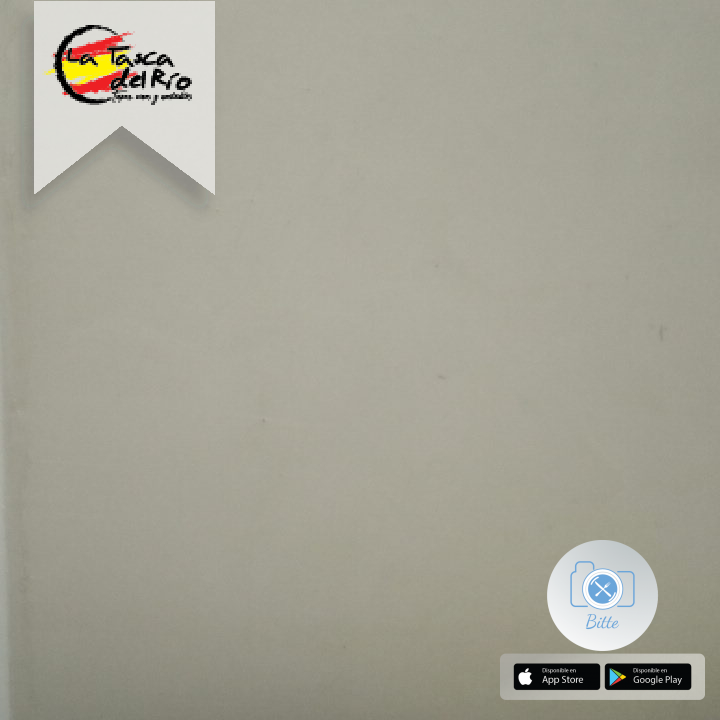 La Tasca
del Río
Tapas, vinos y embutidos
Bitte
Disponible en
App Store
Disponible en
Google Play